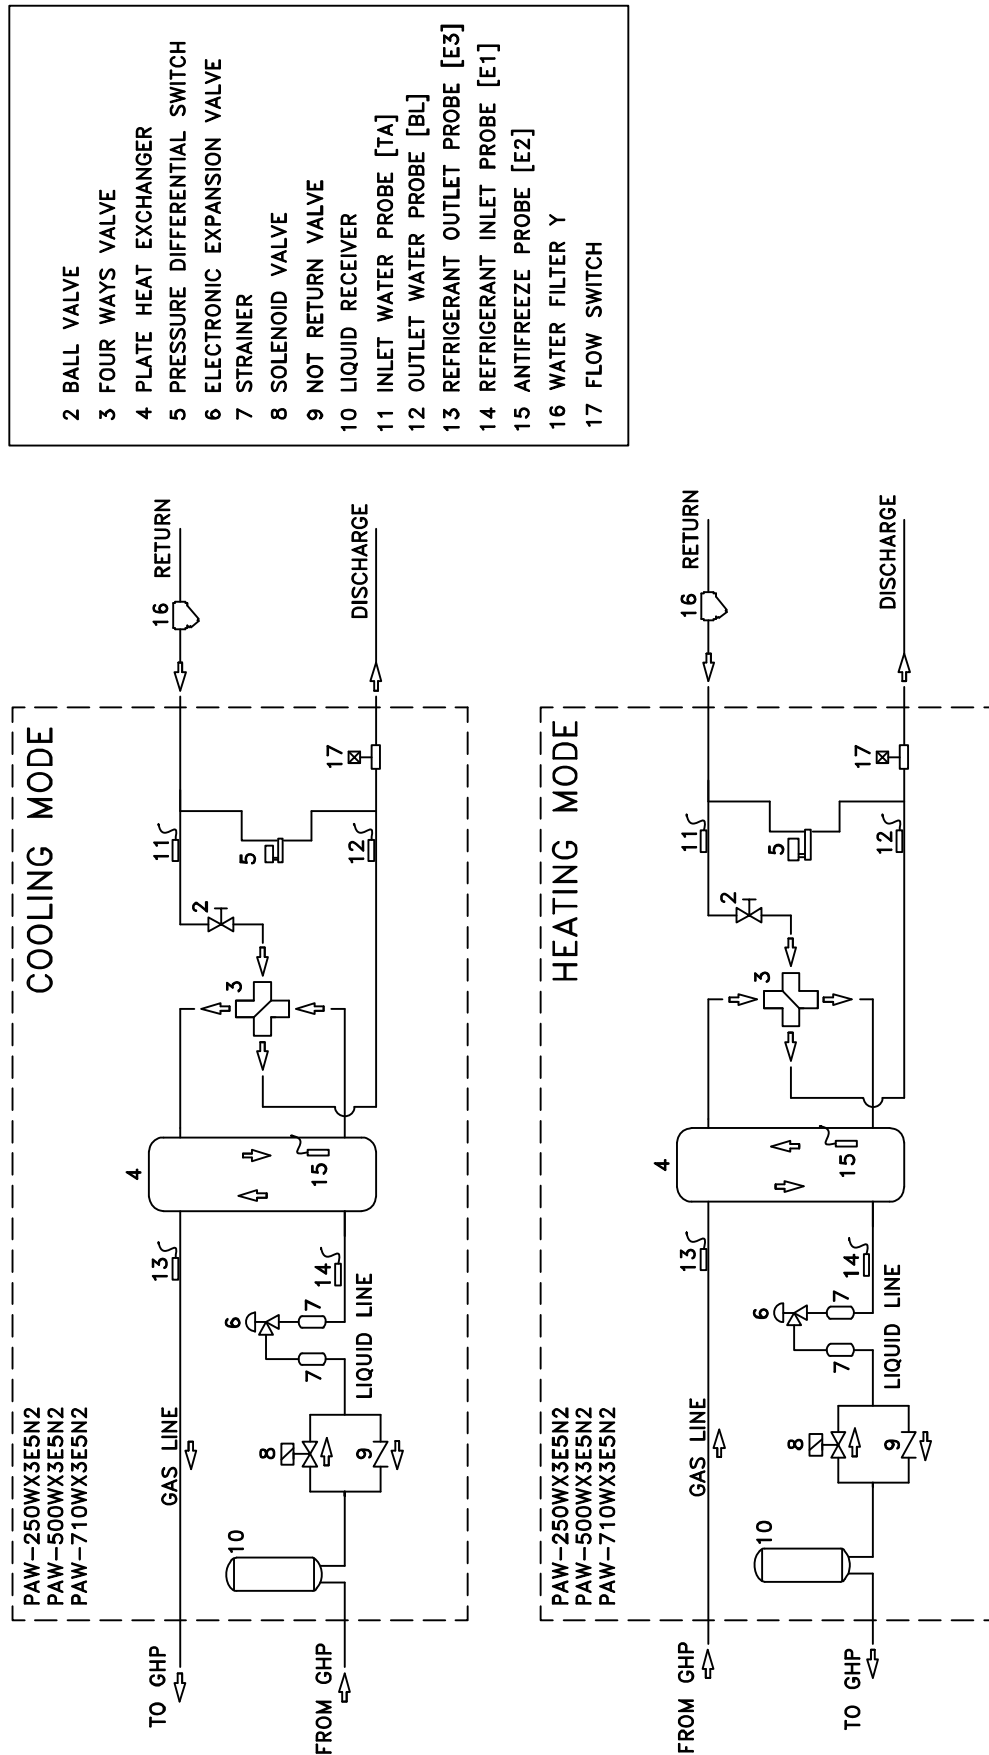 COOLING MODE
PAW-250WX3E5N2
PAW-500WX3E5N2
PAW-710WX3E5N2
TO GHP
GAS LINE
13
4
11
16
RETURN
FROM GHP
10
8
9
7
6
7
LIQUID LINE
14
15
3
2
5
12
17
DISCHARGE
HEATING MODE
PAW-250WX3E5N2
PAW-500WX3E5N2
PAW-710WX3E5N2
FROM GHP
GAS LINE
13
4
11
16
RETURN
TO GHP
10
8
9
7
6
7
LIQUID LINE
14
15
3
2
5
12
17
DISCHARGE
2 BALL VALVE
3 FOUR WAYS VALVE
4 PLATE HEAT EXCHANGER
5 PRESSURE DIFFERENTIAL SWITCH
6 ELECTRONIC EXPANSION VALVE
7 STRAINER
8 SOLENOID VALVE
9 NOT RETURN VALVE
10 LIQUID RECEIVER
11 INLET WATER PROBE [TA]
12 OUTLET WATER PROBE [BL]
13 REFRIGERANT OUTLET PROBE [E3]
14 REFRIGERANT INLET PROBE [E1]
15 ANTIFREEZE PROBE [E2]
16 WATER FILTER Y
17 FLOW SWITCH